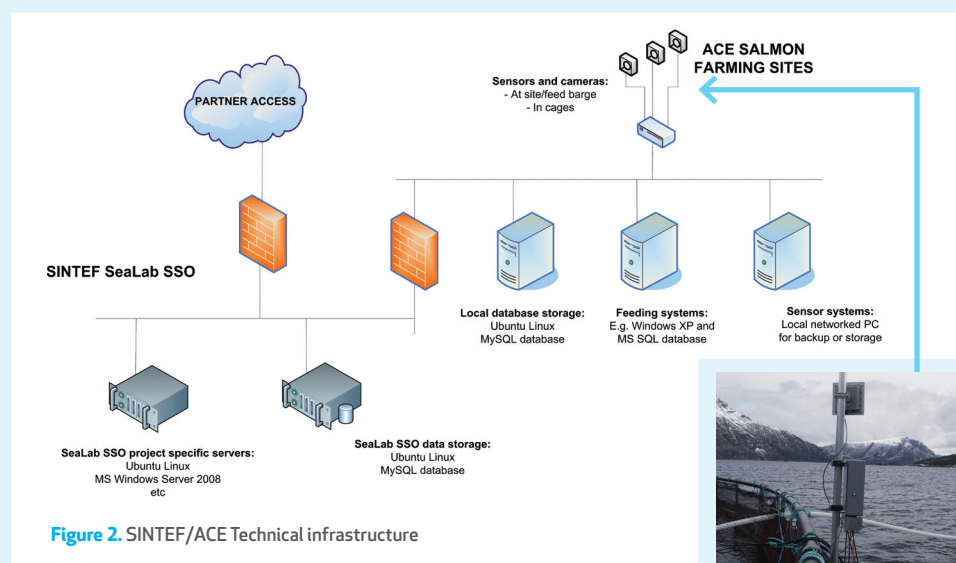 PARTNER ACCESS
ACE SALMON
FARMING SITES
Sensors and cameras:
- At site/feed barge
- In cages
SINTEF SeaLab SSO
Local database storage:
Ubuntu Linux
MySQL database
Feeding systems:
E.g. Windows XP and
MS SQL database
Sensor systems:
Local networked PC
for backup or storage
SeaLab SSO project specific servers:
Ubuntu Linux
MS Windows Server 2008
etc
SeaLab SSO data storage:
Ubuntu Linux
MySQL database
Figure 2. SINTEF/ACE Technical infrastructure